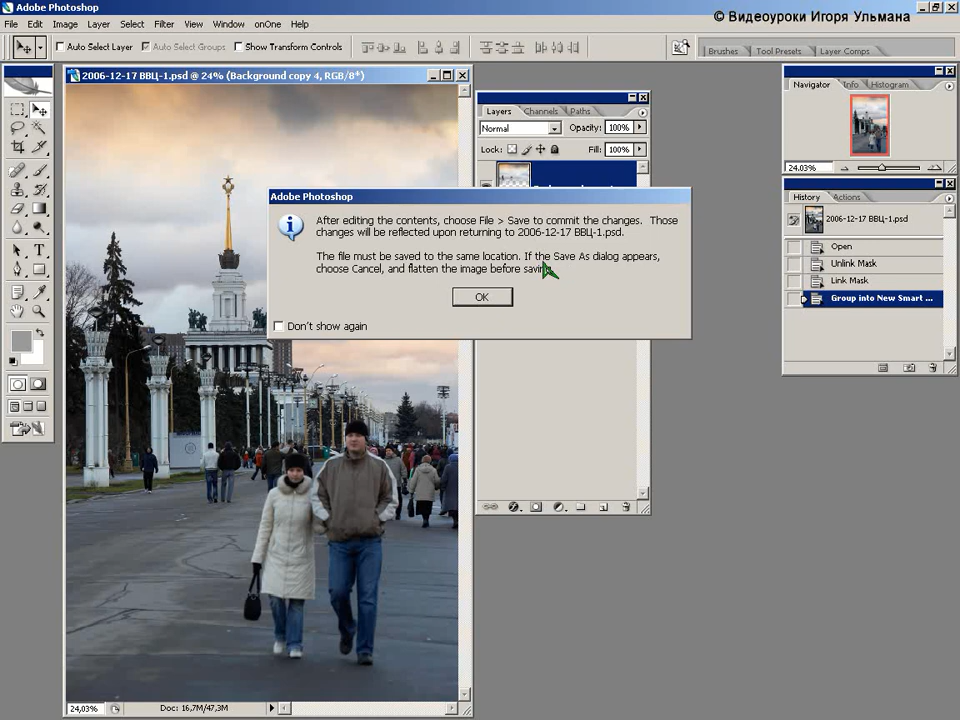 Adobe Photoshop
File Edit Image Layer Select Filter View Window onOne Help
© Видеоуроки Игоря Ульмана
Auto Select Layer Auto Select Groups Show Transform Controls
Brushes Tool Presets Layer Comps
2006-12-17 ВВЦ-1.psd @ 24% (Background copy 4, RGB/8*)
Layers Channels Paths
Normal Opacity: 100%
Lock: Fill: 100%
Navigator Info Histogram
24.03%
History Actions
2006-12-17 ВВЦ-1.psd
Open
Unlink Mask
Link Mask
Group into New Smart ...
Adobe Photoshop
After editing the contents, choose File > Save to commit the changes. Those
changes will be reflected upon returning to 2006-12-17 ВВЦ-1.psd.
The file must be saved to the same location. If the Save As dialog appears,
choose Cancel, and flatten the image before
OK
Don't show again
24,03% Doc: 16,7M/47,3M